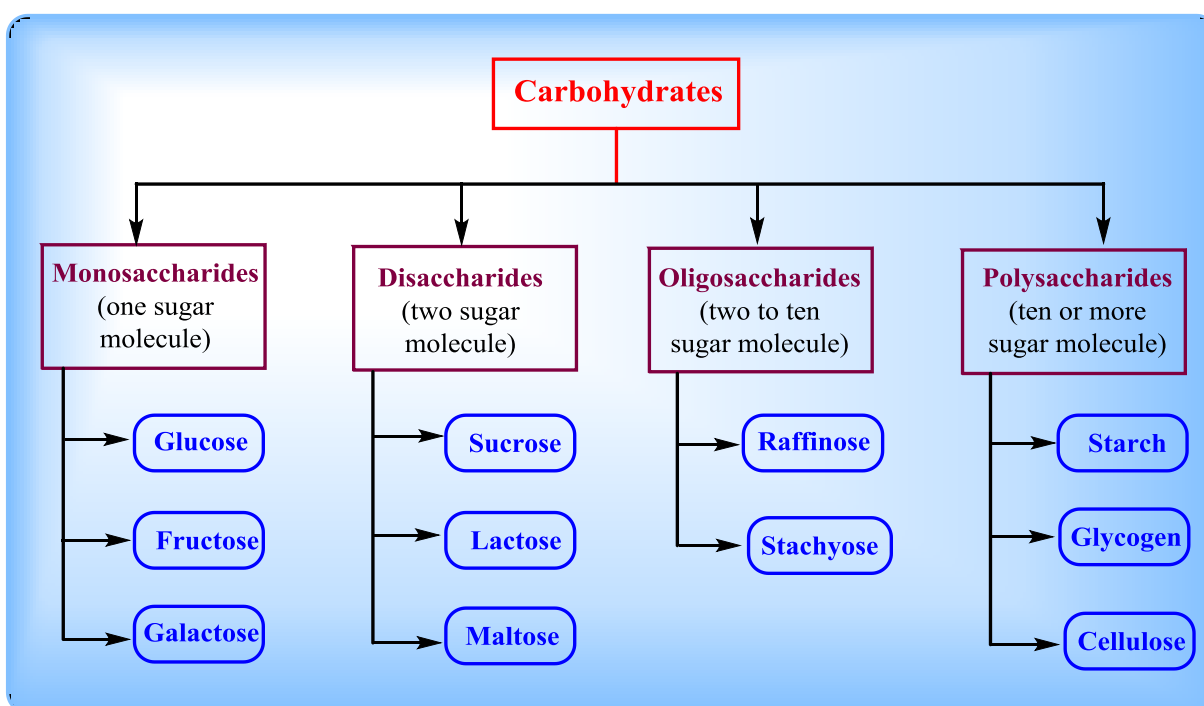 Carbohydrates
Monosaccharides
(one sugar
molecule)
Glucose
Fructose
Galactose
Disaccharides
(two sugar
molecule)
Sucrose
Lactose
Maltose
Oligosaccharides
(two to ten
sugar molecule)
Raffinose
Stachyose
Polysaccharides
(ten or more
sugar molecule)
Starch
Glycogen
Cellulose